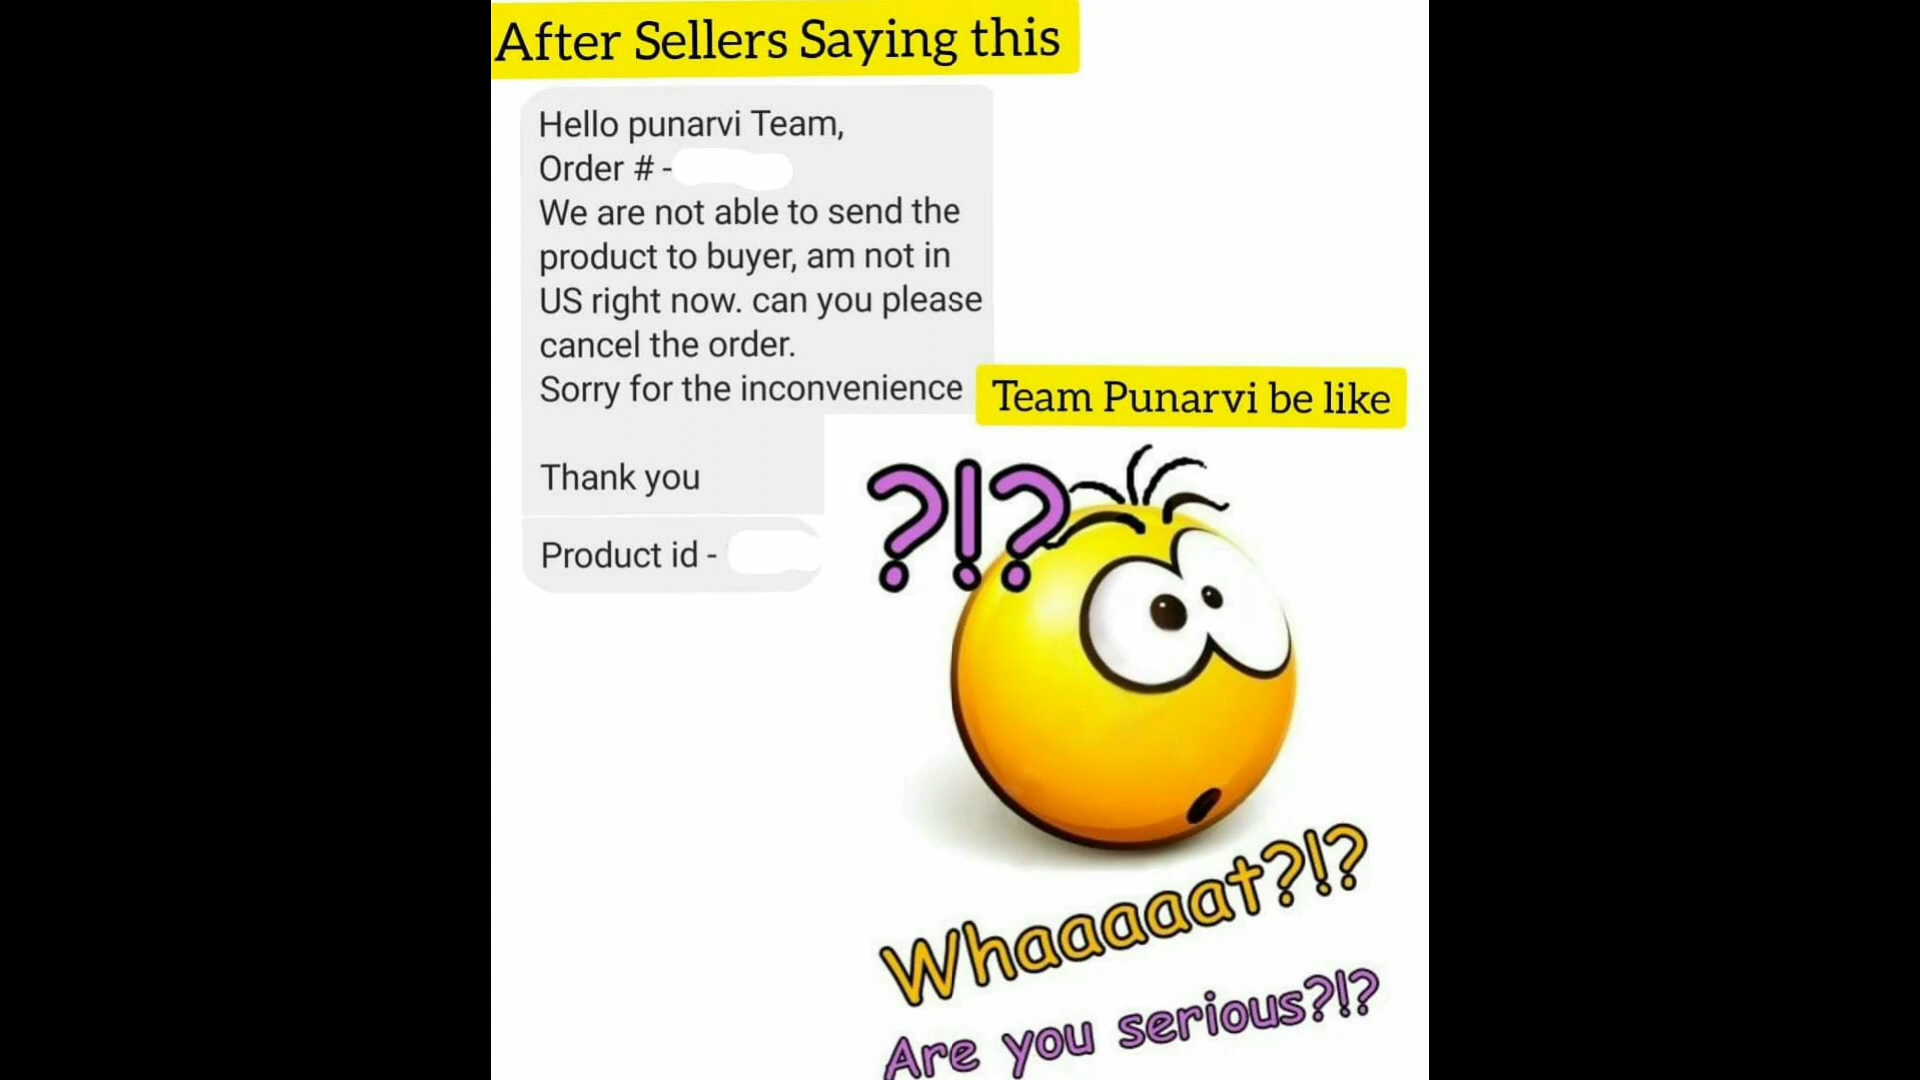 After Sellers Saying this
Hello punarvi Team,
Order # -
We are not able to send the
product to buyer, am not in
US right now. can you please
cancel the order.
Sorry for the inconvenience
Thank you
Product id -
Team Punarvi be like
?!?
Whaaaaat?!?
Are you serious?!?